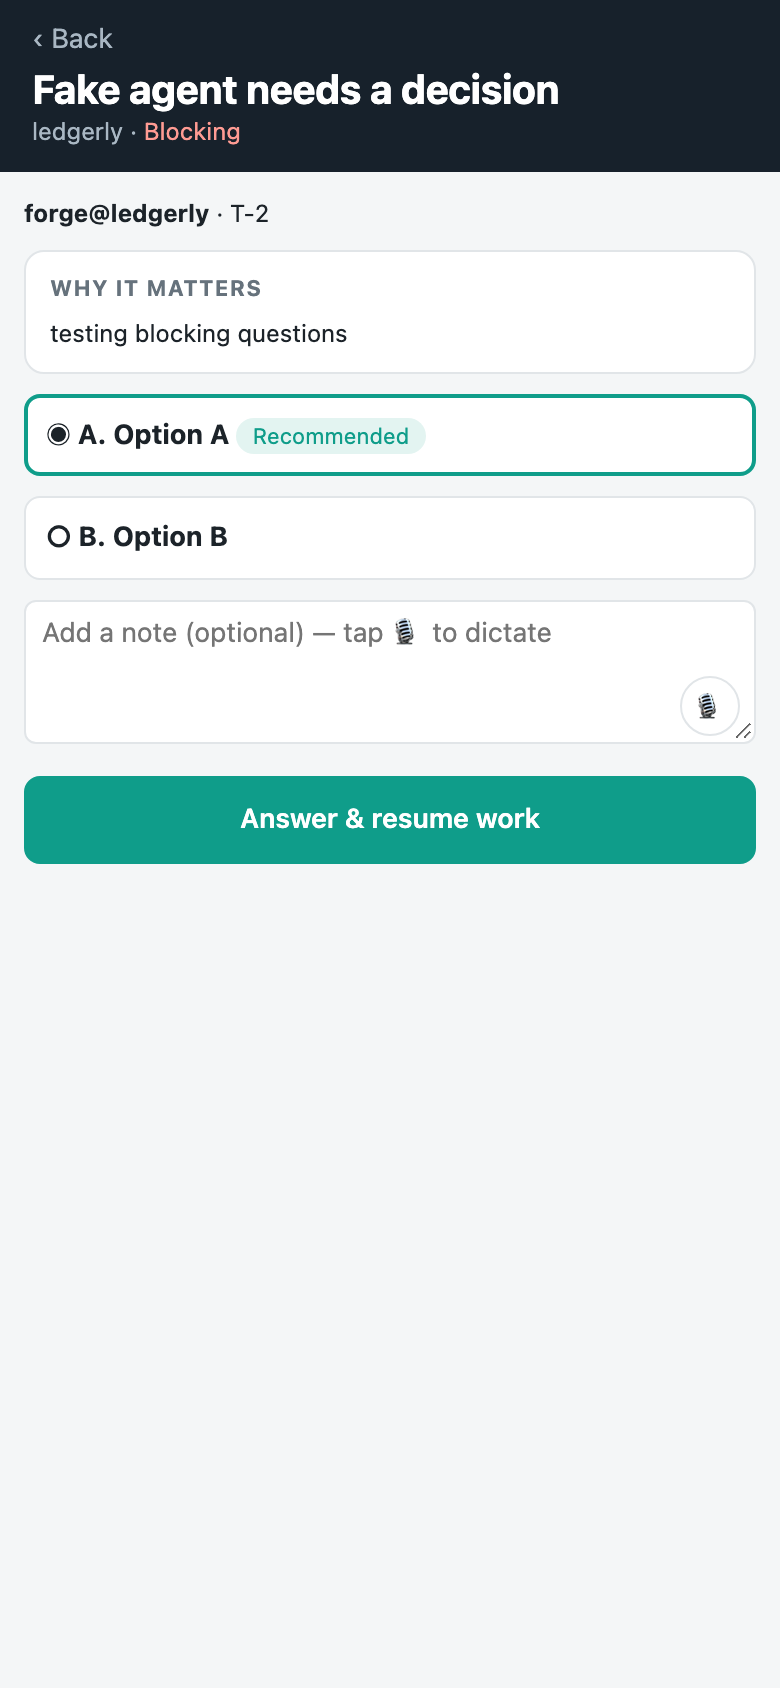 ‹ Back
Fake agent needs a decision
ledgerly · Blocking
forge@ledgerly · T-2
WHY IT MATTERS
testing blocking questions
A. Option A Recommended
B. Option B
Add a note (optional) — tap 🎙 to dictate
Answer & resume work